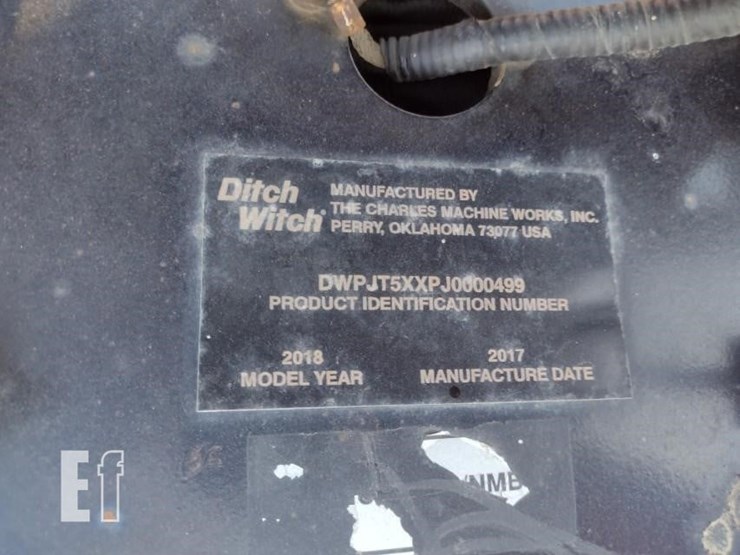 Ditch Witch®
MANUFACTURED BY
THE CHARLES MACHINE WORKS, INC.
PERRY, OKLAHOMA 73077 USA
DWPJT5XXPJ0000499
PRODUCT IDENTIFICATION NUMBER
2018
MODEL YEAR
2017
MANUFACTURE DATE
Ef